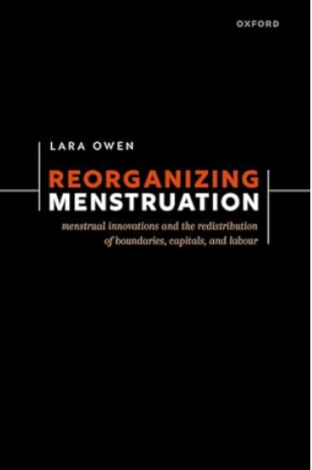 OXFORD
LARA OWEN
REORGANIZING
MENSTRUATION
menstrual innovations and the redistribution
of boundaries, capitals, and labour